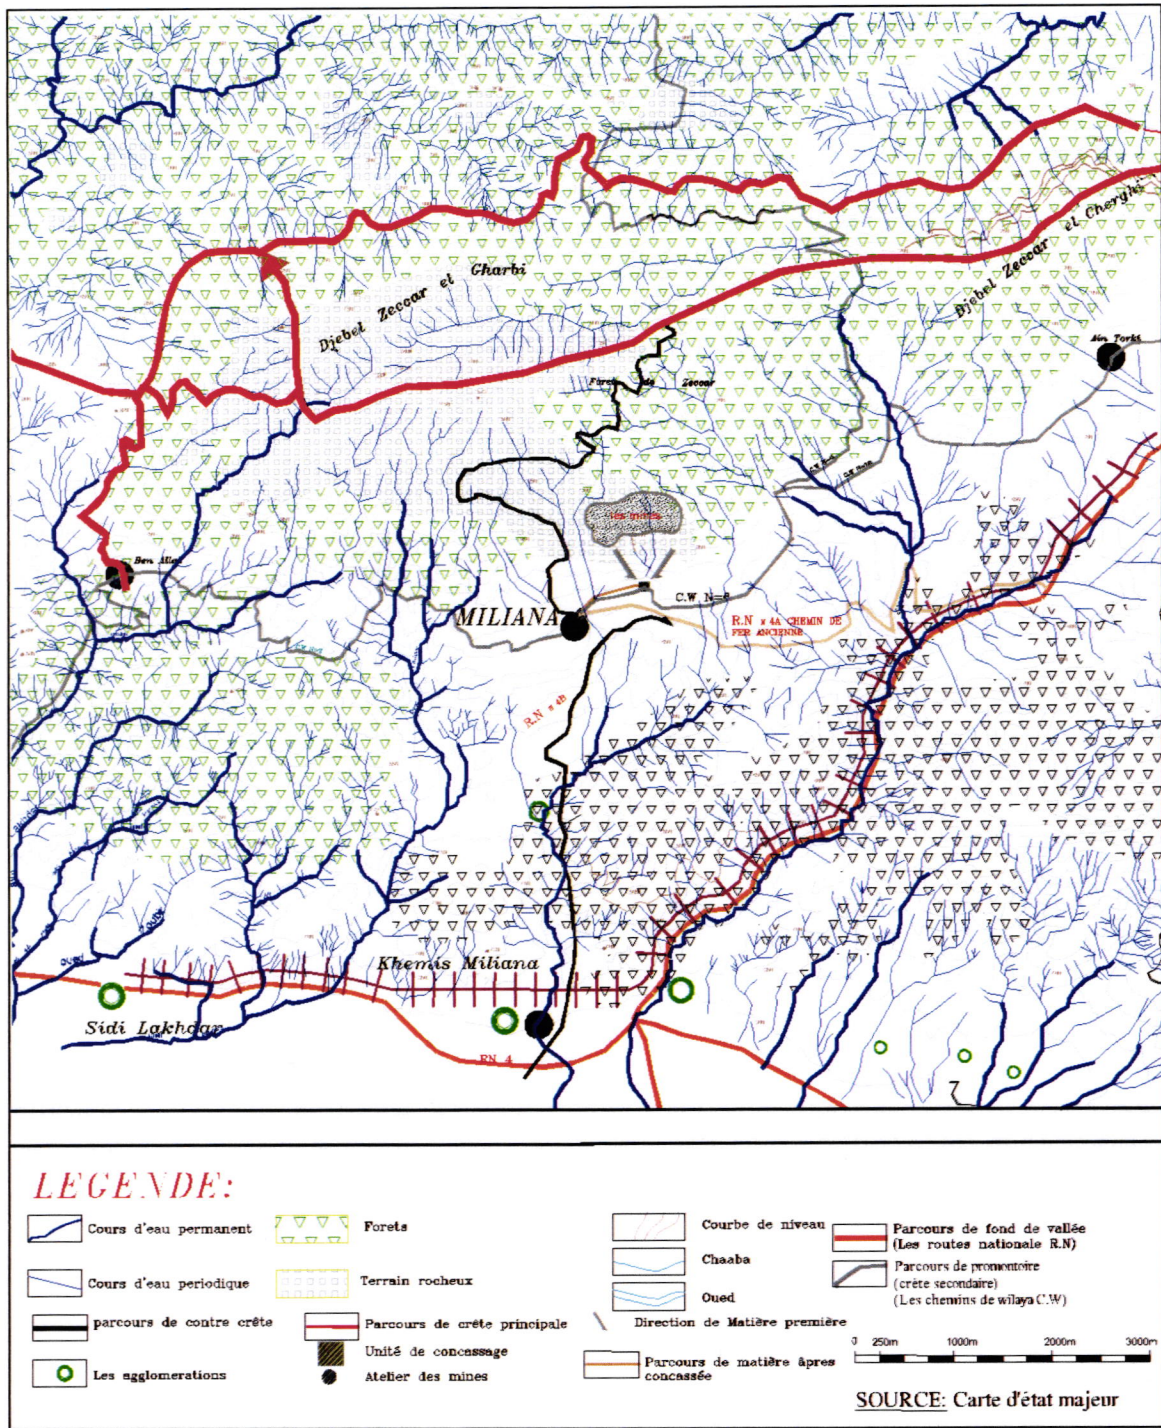 Djebel Zeccar el Gharbi
Djebel Zeccar el Cherghi
Ain Torki
Zeccar
Ben Allal
MILIANA
C.W. N=6
R.N = 4A CHEMIN DE
FER ANCIENNE
R.N = 4b
Khemis Miliana
Sidi Lakhdar
RN 4
7
LEGENDE:
Cours d'eau permanent
Forets
Courbe de niveau
Parcours de fond de vallée
(Les routes nationale R.N)
Chaaba
Cours d'eau periodique
Terrain rocheux
Oued
Parcours de promontoire
(crête secondaire)
(Les chemins de wilaya C.W)
parcours de contre crête
Parcours de crête principale
Direction de Matière première
Unité de concassage
Les agglomerations
Atelier des mines
Parcours de matière âpres
concassée
0 250m 1000m 2000m 3000m
SOURCE: Carte d'état majeur